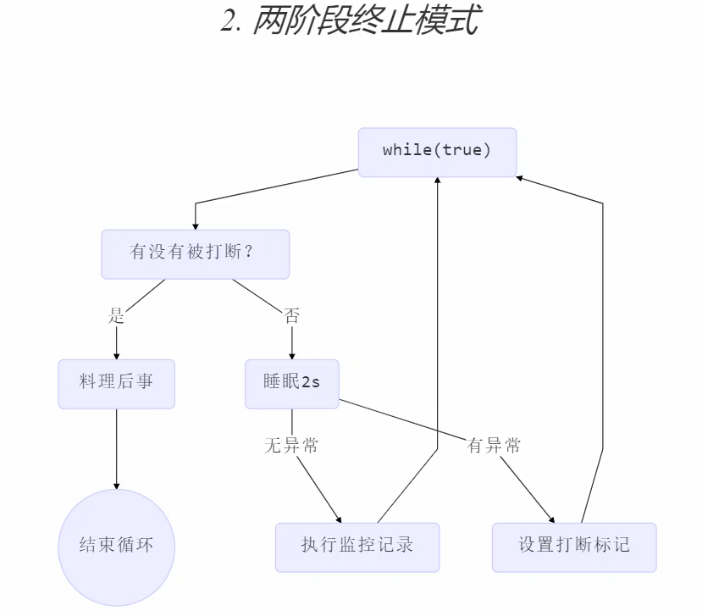 2. 两阶段终止模式
while(true)
有没有被打断？
是
否
料理后事
睡眠2s
无异常
有异常
结束循环
执行监控记录
设置打断标记